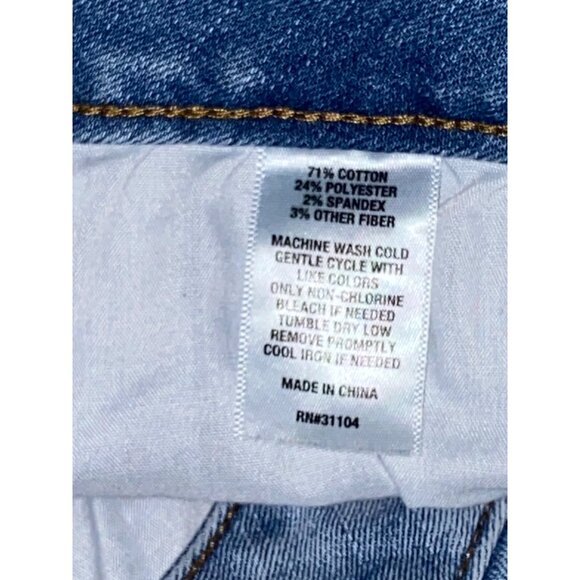 71% COTTON
24% POLYESTER
2% SPANDEX
3% OTHER FIBER
MACHINE WASH COLD
GENTLE CYCLE WITH
LIKE COLORS
ONLY NON-CHLORINE
BLEACH IF NEEDED
TUMBLE DRY LOW
REMOVE PROMPTLY
COOL IRON IF NEEDED
MADE IN CHINA
RN#31104